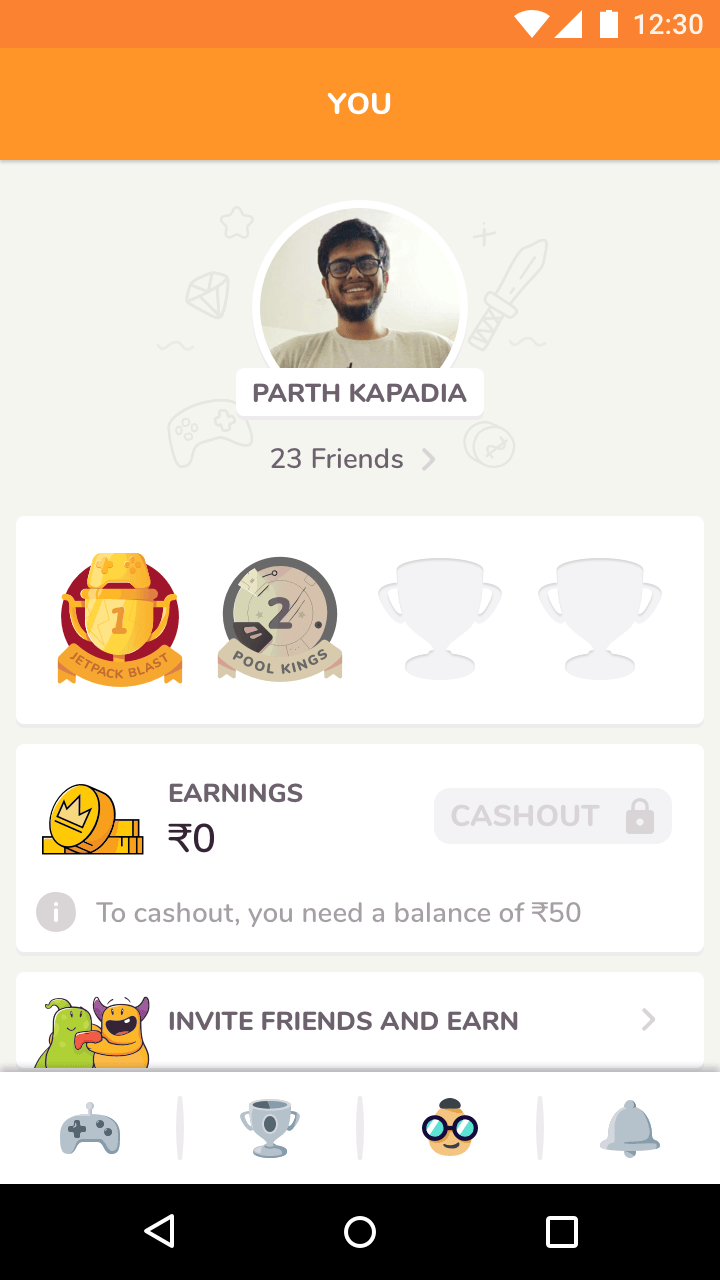 12:30
YOU
PARTH KAPADIA
23 Friends
1
JETPACK BLAST
2
POOL KINGS
EARNINGS
₹0
CASHOUT
To cashout, you need a balance of ₹50
INVITE FRIENDS AND EARN